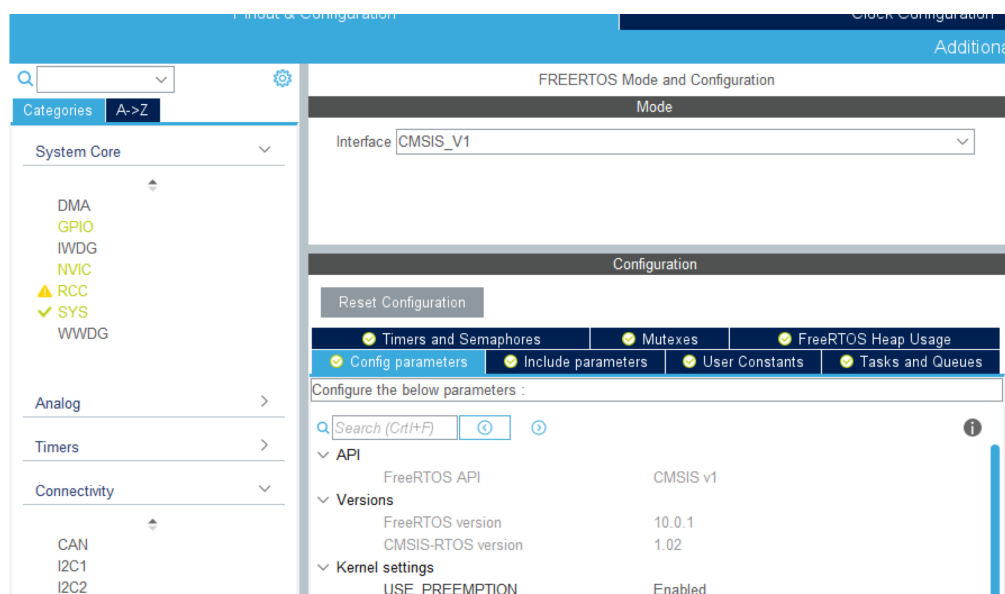 Pinout & Configuration
Clock Configuration
Additiona
Categories
A->Z
System Core
DMA
GPIO
IWDG
NVIC
RCC
SYS
WWDG
Analog
Timers
Connectivity
CAN
I2C1
I2C2
FREERTOS Mode and Configuration
Mode
Interface CMSIS_V1
Configuration
Reset Configuration
Timers and Semaphores
Mutexes
FreeRTOS Heap Usage
Config parameters
Include parameters
User Constants
Tasks and Queues
Configure the below parameters :
Search (Crtl+F)
API
FreeRTOS API CMSIS v1
Versions
FreeRTOS version 10.0.1
CMSIS-RTOS version 1.02
Kernel settings
USE_PREEMPTION Enabled